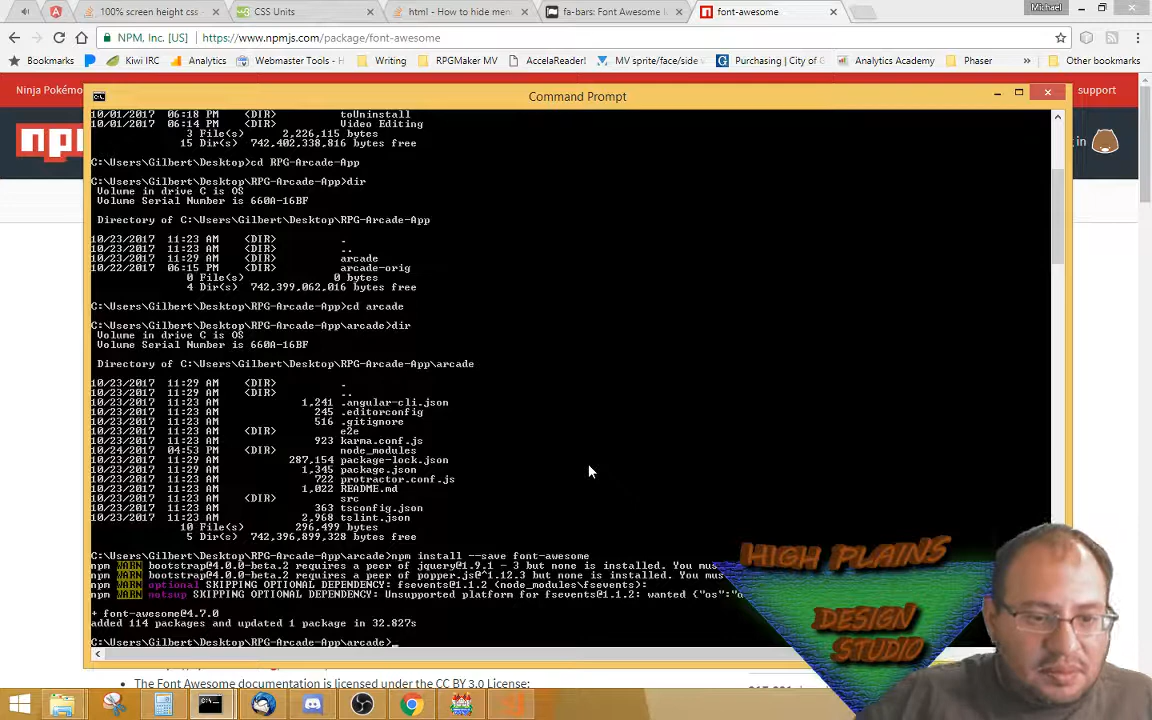 Michael
100% screen height css -
CSS Units
html - How to hide menu
fa-bars: Font Awesome I
font-awesome
NPM, Inc. [US]
https://www.npmjs.com/package/font-awesome
Bookmarks
Kiwi IRC
Analytics
Webmaster Tools - H
Writing
RPGMaker MV
AccelaReader!
MV sprite/face/side v
Purchasing | City of G
Analytics Academy
Phaser
»
Other bookmarks
Ninja Pokémo
support
Command Prompt
10/01/2017 06:18 PM <DIR> toUninstall
10/01/2017 06:14 PM <DIR> Video Editing
3 File(s) 2,226,115 bytes
15 Dir(s) 742,402,338,816 bytes free
C:\Users\Gilbert\Desktop>cd RPG-Arcade-App
C:\Users\Gilbert\Desktop\RPG-Arcade-App>dir
Volume in drive C is OS
Volume Serial Number is 660A-16BF
Directory of C:\Users\Gilbert\Desktop\RPG-Arcade-App
10/23/2017 11:23 AM <DIR> .
10/23/2017 11:23 AM <DIR> ..
10/23/2017 11:29 AM <DIR> arcade
10/22/2017 06:15 PM <DIR> arcade-orig
0 File(s) 0 bytes
4 Dir(s) 742,399,062,016 bytes free
C:\Users\Gilbert\Desktop\RPG-Arcade-App>cd arcade
C:\Users\Gilbert\Desktop\RPG-Arcade-App\arcade>dir
Volume in drive C is OS
Volume Serial Number is 660A-16BF
Directory of C:\Users\Gilbert\Desktop\RPG-Arcade-App\arcade
10/23/2017 11:29 AM <DIR> .
10/23/2017 11:29 AM <DIR> ..
10/23/2017 11:23 AM 1,241 .angular-cli.json
10/23/2017 11:23 AM 245 .editorconfig
10/23/2017 11:23 AM 516 .gitignore
10/23/2017 11:23 AM <DIR> e2e
10/23/2017 11:23 AM 923 karma.conf.js
10/24/2017 04:53 PM <DIR> node_modules
10/23/2017 11:29 AM 287,154 package-lock.json
10/23/2017 11:29 AM 1,345 package.json
10/23/2017 11:23 AM 722 protractor.conf.js
10/23/2017 11:23 AM 1,022 README.md
10/23/2017 11:23 AM <DIR> src
10/23/2017 11:23 AM 363 tsconfig.json
10/23/2017 11:23 AM 2,968 tslint.json
10 File(s) 296,499 bytes
5 Dir(s) 742,396,899,328 bytes free
C:\Users\Gilbert\Desktop\RPG-Arcade-App\arcade>npm install --save font-awesome
npm WARN bootstrap@4.0.0-beta.2 requires a peer of jquery@1.9.1 - 3 but none is installed. You mus
npm WARN bootstrap@4.0.0-beta.2 requires a peer of popper.js@^1.12.3 but none is installed. You mus
npm WARN optional SKIPPING OPTIONAL DEPENDENCY: fsevents@1.1.2 (node_modules\fsevents):
npm WARN notsup SKIPPING OPTIONAL DEPENDENCY: Unsupported platform for fsevents@1.1.2: wanted {"os":"
+ font-awesome@4.7.0
added 114 packages and updated 1 package in 32.827s
C:\Users\Gilbert\Desktop\RPG-Arcade-App\arcade>_
HIGH PLAINS
DESIGN
STUDIO
The Font Awesome documentation is licensed under the CC BY 3.0 License: